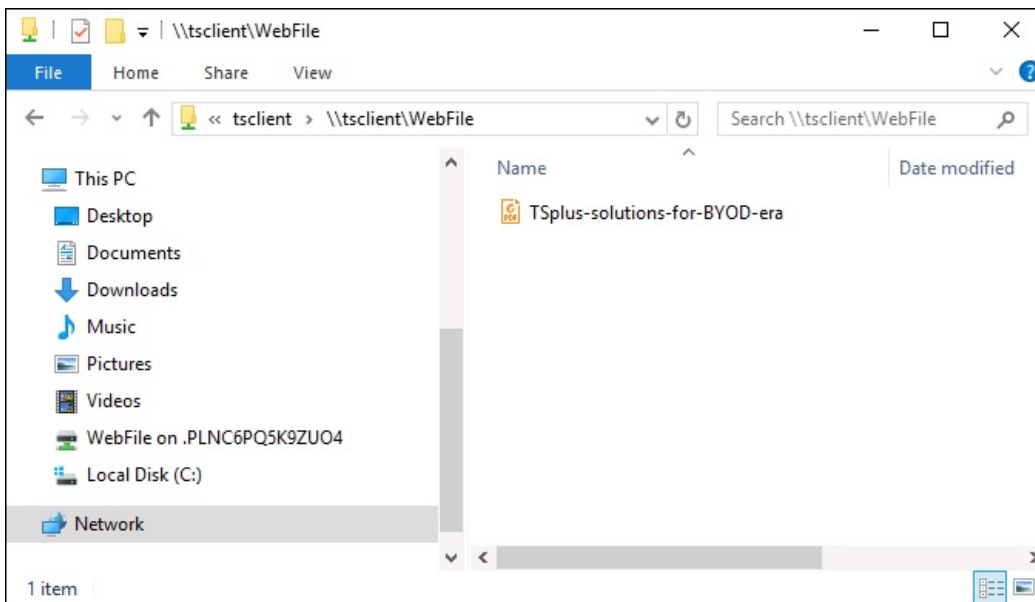 \\tsclient\WebFile
File Home Share View
?
« tsclient > \\tsclient\WebFile
Search \\tsclient\WebFile
This PC
Desktop
Documents
Downloads
Music
Pictures
Videos
WebFile on .PLNC6PQ5K9ZUO4
Local Disk (C:)
Network
Name Date modified
PDF
TSplus-solutions-for-BYOD-era
1 item